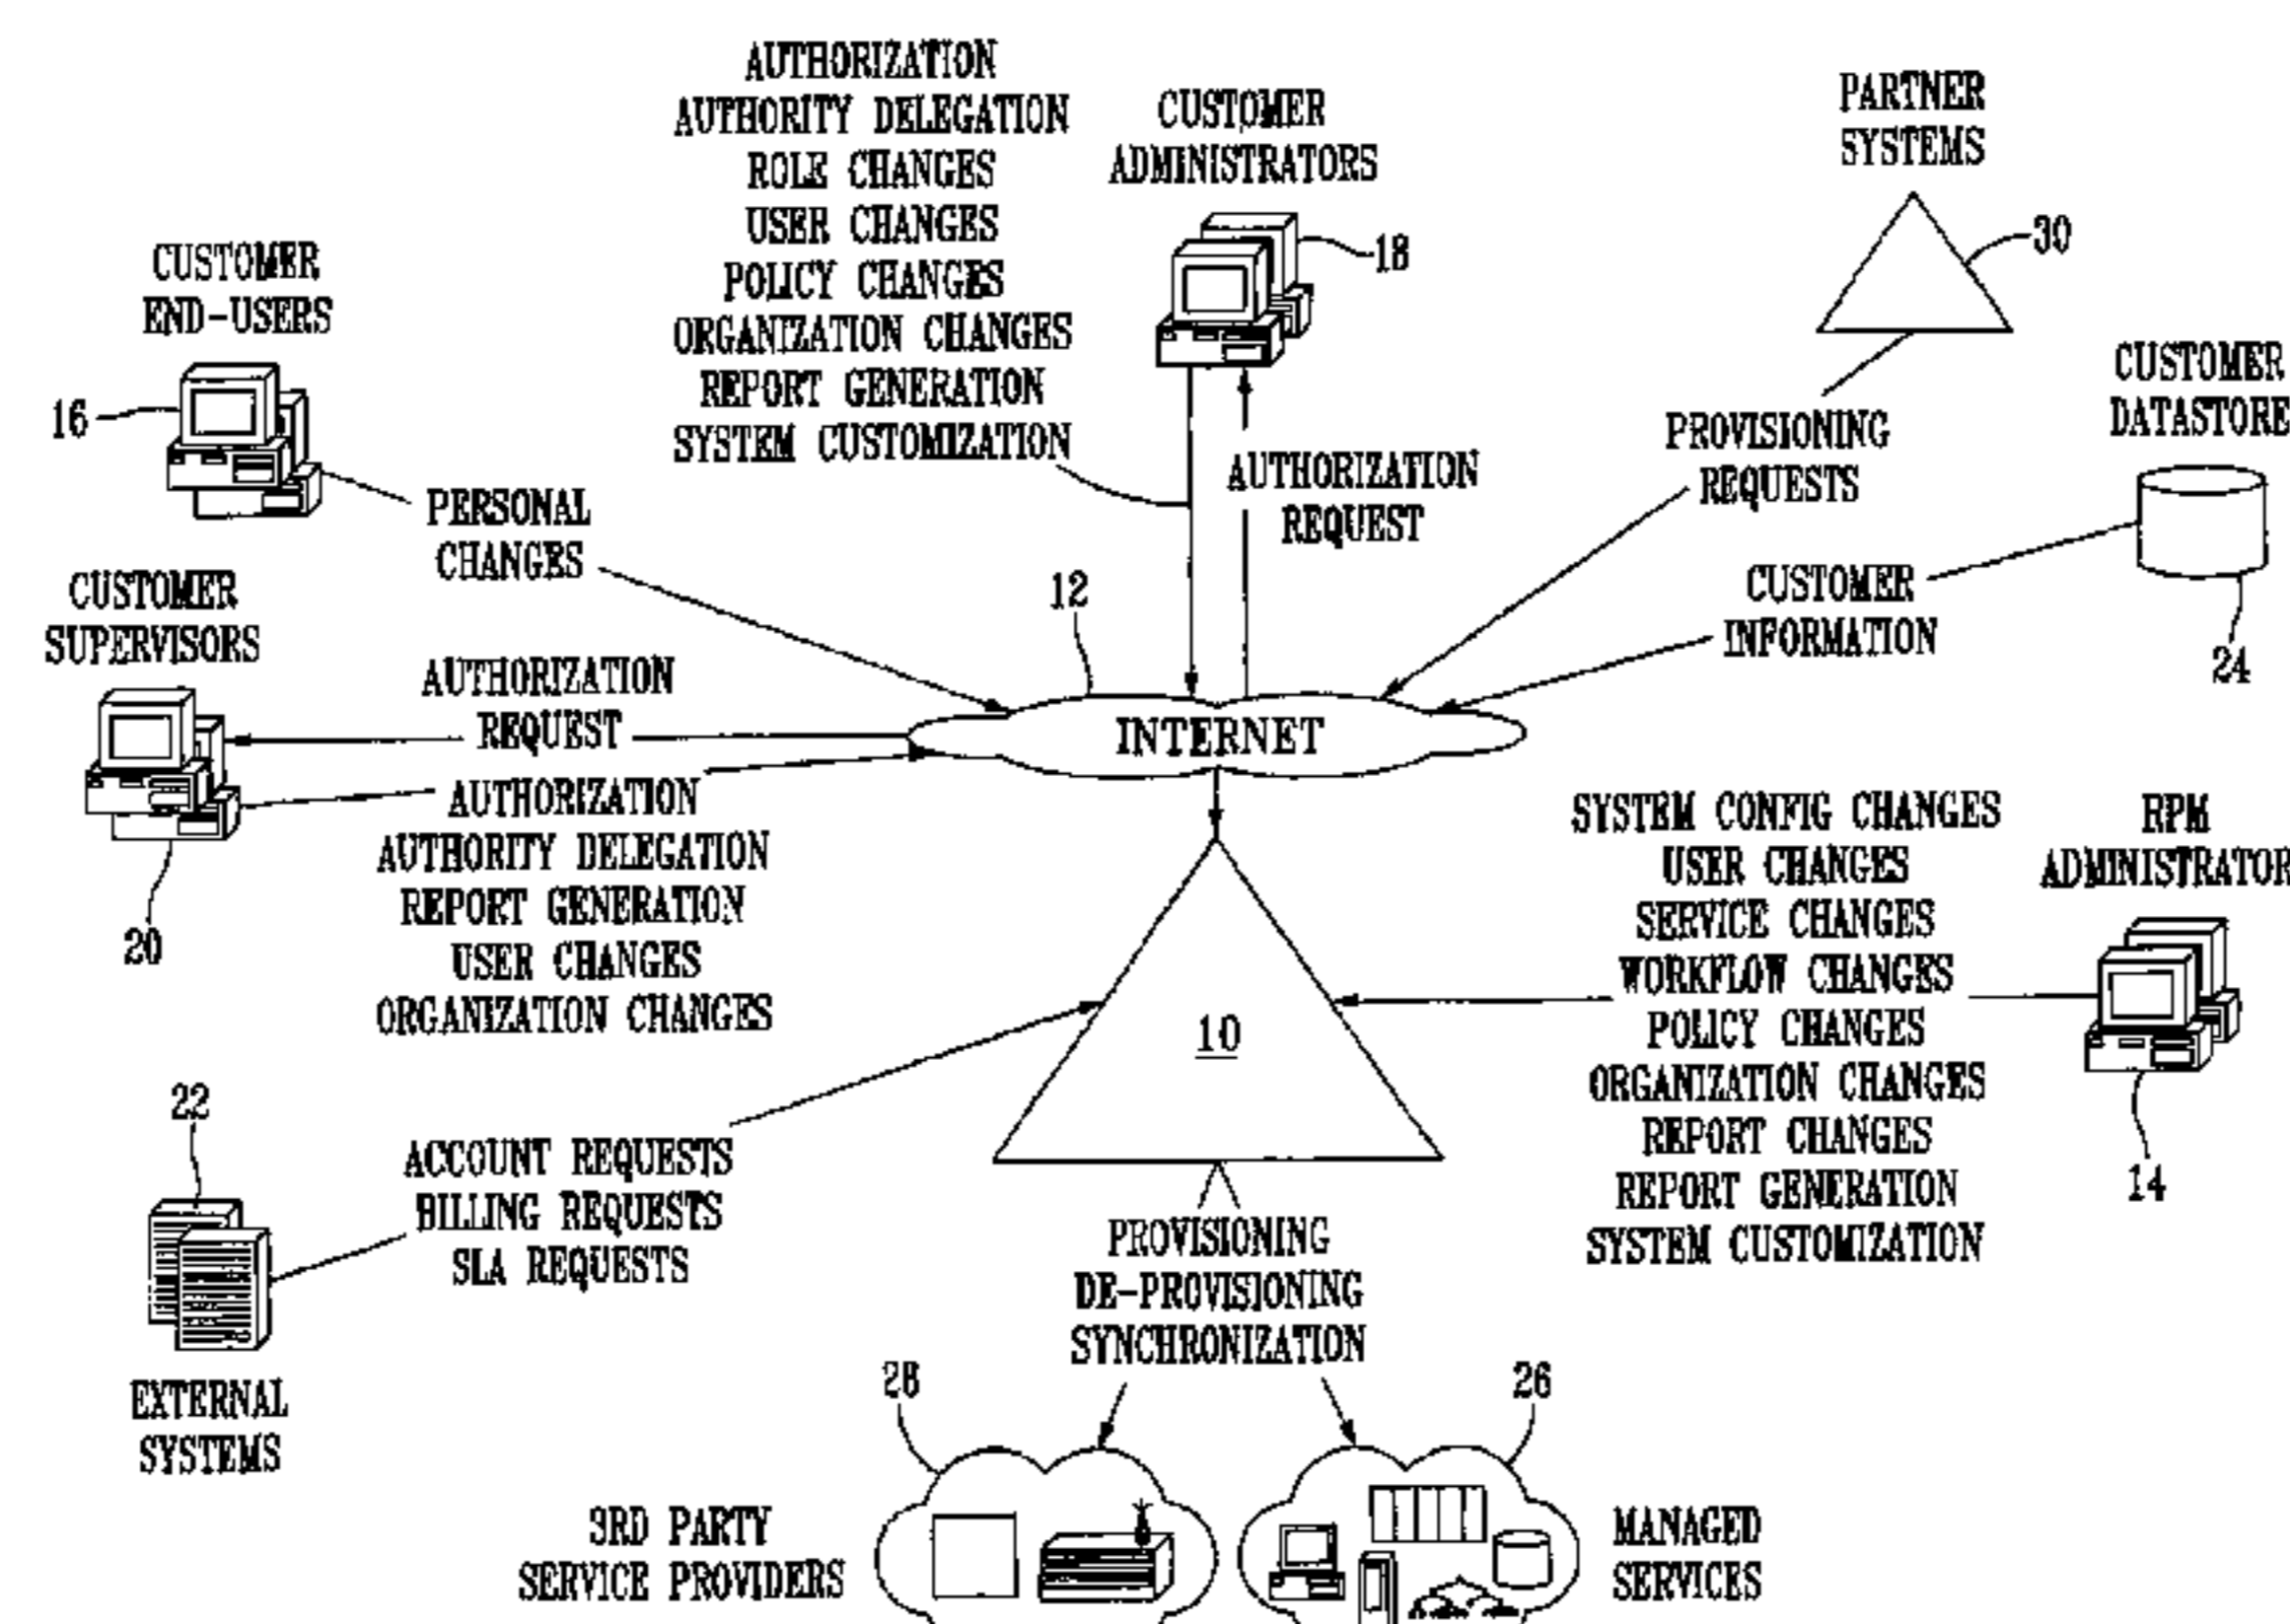 AUTHORIZATION
AUTHORITY DELEGATION
ROLE CHANGES
USER CHANGES
POLICY CHANGES
ORGANIZATION CHANGES
REPORT GENERATION
SYSTEM CUSTOMIZATION
CUSTOMER
ADMINISTRATORS
18
PARTNER
SYSTEMS
30
CUSTOMER
END-USERS
16
PERSONAL
CHANGES
AUTHORIZATION
REQUEST
PROVISIONING
REQUESTS
CUSTOMER
DATASTORE
24
CUSTOMER
INFORMATION
12
INTERNET
CUSTOMER
SUPERVISORS
20
AUTHORIZATION
REQUEST
AUTHORIZATION
AUTHORITY DELEGATION
REPORT GENERATION
USER CHANGES
ORGANIZATION CHANGES
10
SYSTEM CONFIG CHANGES
USER CHANGES
SERVICE CHANGES
WORKFLOW CHANGES
POLICY CHANGES
ORGANIZATION CHANGES
REPORT CHANGES
REPORT GENERATION
SYSTEM CUSTOMIZATION
RPM
ADMINISTRATOR
14
22
ACCOUNT REQUESTS
BILLING REQUESTS
SLA REQUESTS
EXTERNAL
SYSTEMS
PROVISIONING
DE-PROVISIONING
SYNCHRONIZATION
28
26
3RD PARTY
SERVICE PROVIDERS
MANAGED
SERVICES